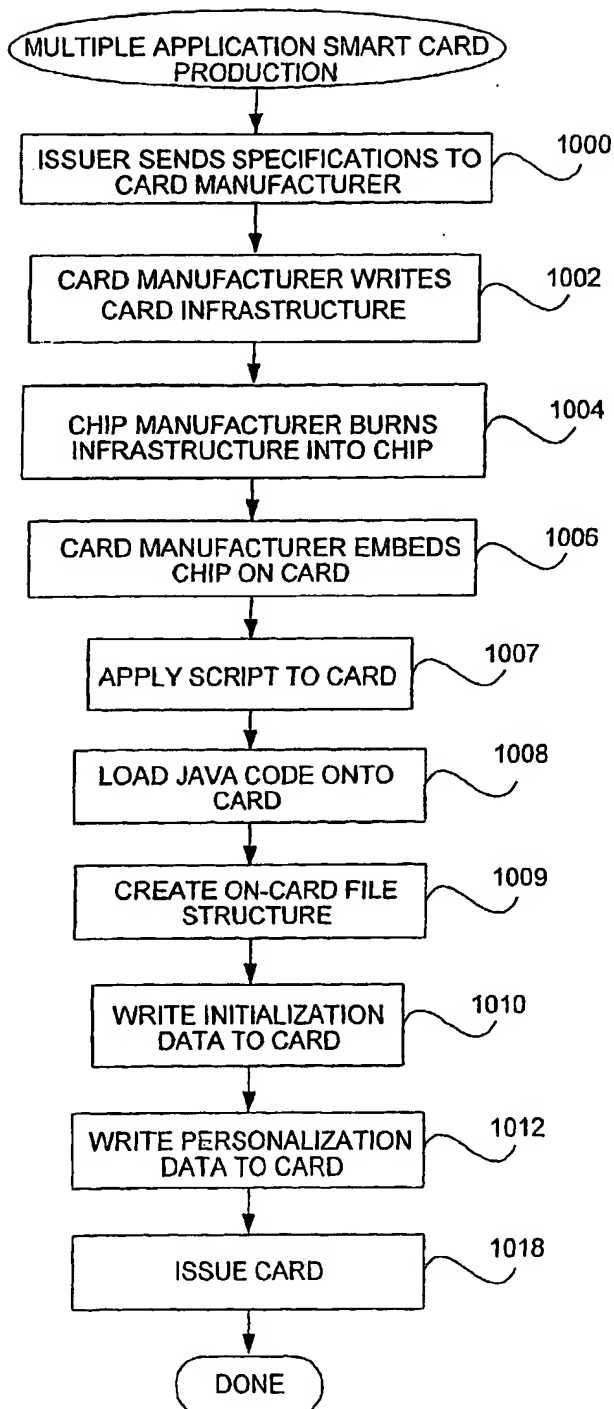 MULTIPLE APPLICATION SMART CARD
PRODUCTION
ISSUER SENDS SPECIFICATIONS TO
CARD MANUFACTURER
1000
CARD MANUFACTURER WRITES
CARD INFRASTRUCTURE
1002
CHIP MANUFACTURER BURNS
INFRASTRUCTURE INTO CHIP
1004
CARD MANUFACTURER EMBEDS
CHIP ON CARD
1006
APPLY SCRIPT TO CARD
1007
LOAD JAVA CODE ONTO
CARD
1008
CREATE ON-CARD FILE
STRUCTURE
1009
WRITE INITIALIZATION
DATA TO CARD
1010
WRITE PERSONALIZATION
DATA TO CARD
1012
ISSUE CARD
1018
DONE